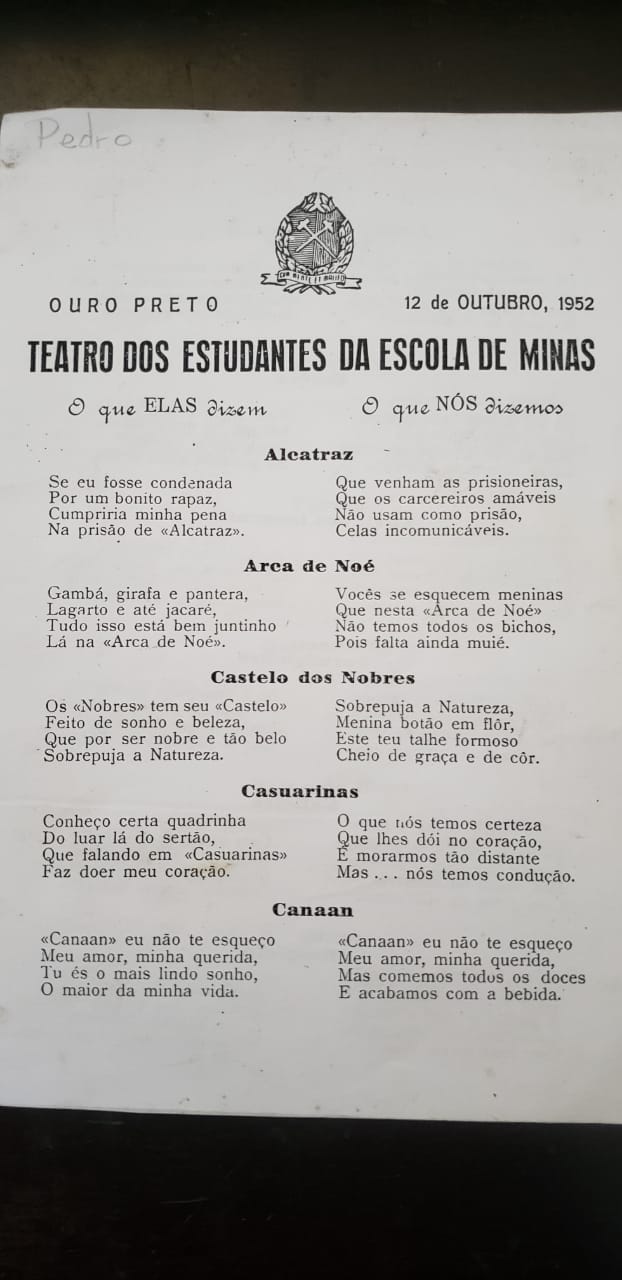 Pedro
OURO PRETO
12 de OUTUBRO, 1952
TEATRO DOS ESTUDANTES DA ESCOLA DE MINAS
O que ELAS dizem
O que NÓS dizemos
Alcatraz
Se eu fosse condenada
Por um bonito rapaz,
Cumpriria minha pena
Na prisão de «Alcatraz».
Que venham as prisioneiras,
Que os carcereiros amáveis
Não usam como prisão,
Celas incomunicáveis.
Arca de Noé
Gambá, girafa e pantera,
Lagarto e até jacaré,
Tudo isso está bem juntinho
Lá na «Arca de Noé».
Vocês se esquecem meninas
Que nesta «Arca de Noé»
Não temos todos os bichos,
Pois falta ainda muié.
Castelo dos Nobres
Os «Nobres» tem seu «Castelo»
Feito de sonho e beleza,
Que por ser nobre e tão belo
Sobrepuja a Natureza.
Sobrepuja a Natureza,
Menina botão em flôr,
Este teu talhe formoso
Cheio de graça e de côr.
Casuarinas
Conheço certa quadrinha
Do luar lá do sertão,
Que falando em «Casuarinas»
Faz doer meu coração.
O que nós temos certeza
Que lhes dói no coração,
É morarmos tão distante
Mas... nós temos condução.
Canaan
«Canaan» eu não te esqueço
Meu amor, minha querida,
Tu és o mais lindo sonho,
O maior da minha vida.
«Canaan» eu não te esqueço
Meu amor, minha querida,
Mas comemos todos os doces
E acabamos com a bebida.